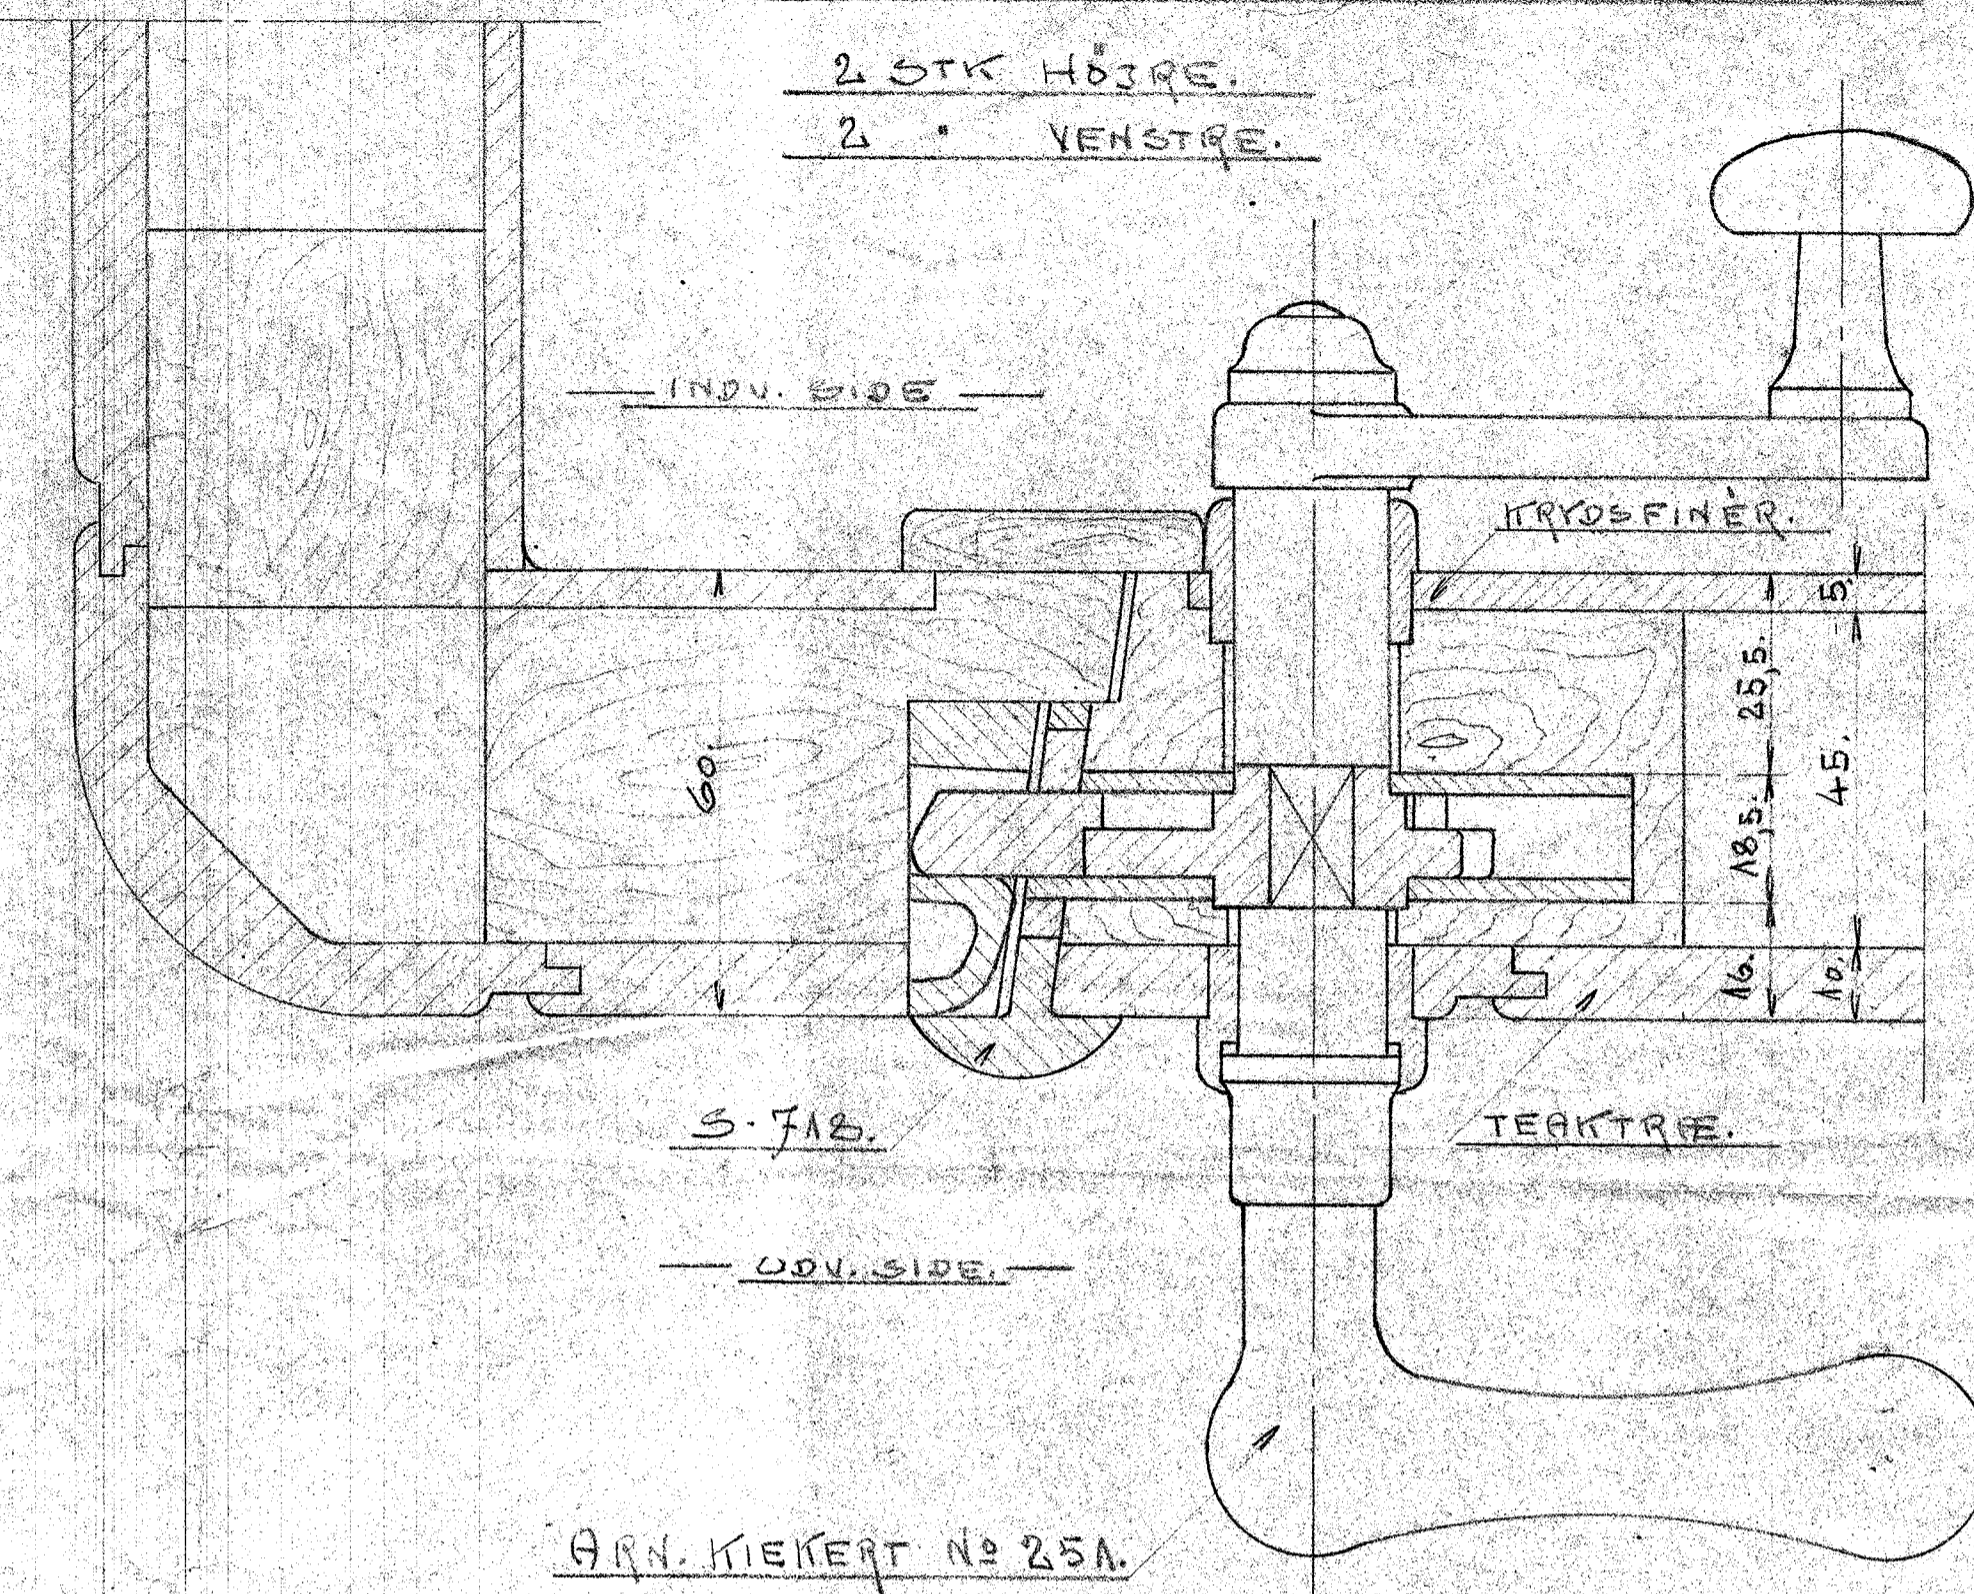 2 STK HÖJRE.
2 " VENSTRE.
INDV. SIDE
KRYDSFINÉR.
5.
25,5.
45.
60.
18,5.
16.
10.
S-718.
TEAKTRÆ.
UDV. SIDE.
ARN. KIEKERT Nº 251.